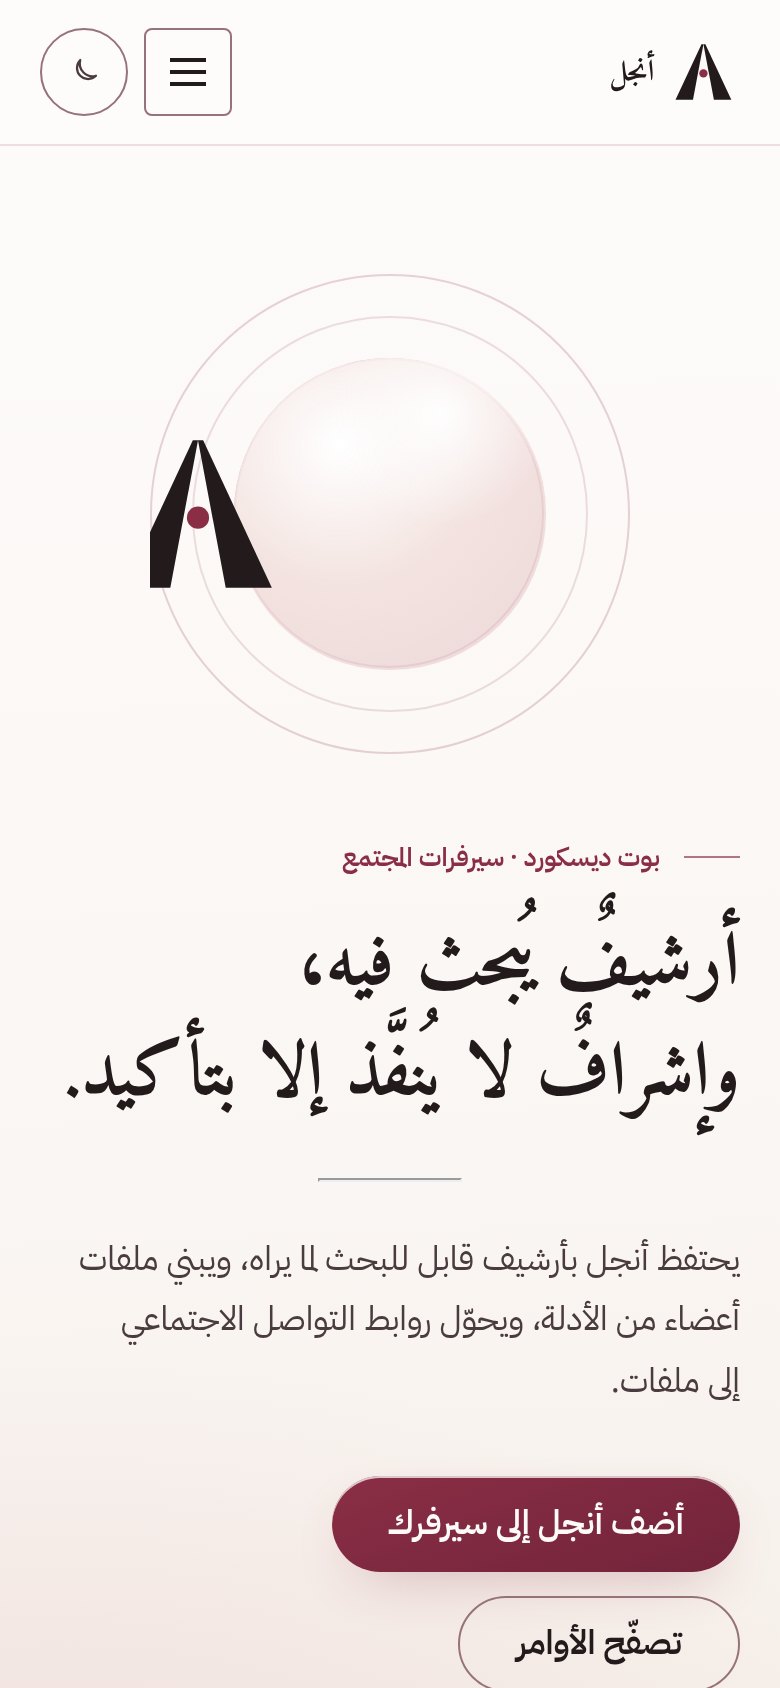 أنجل
بوت ديسكورد · سيرفرات المجتمع
أرشيفٌ يُبحث فيه،
وإشرافٌ لا يُنفَّذ إلا بتأكيد.
يحتفظ أنجل بأرشيف قابل للبحث لما يراه، ويبني ملفات
أعضاء من الأدلة، ويحوّل روابط التواصل الاجتماعي
إلى ملفات.
أضف أنجل إلى سيرفرك
تصفّح الأوامر